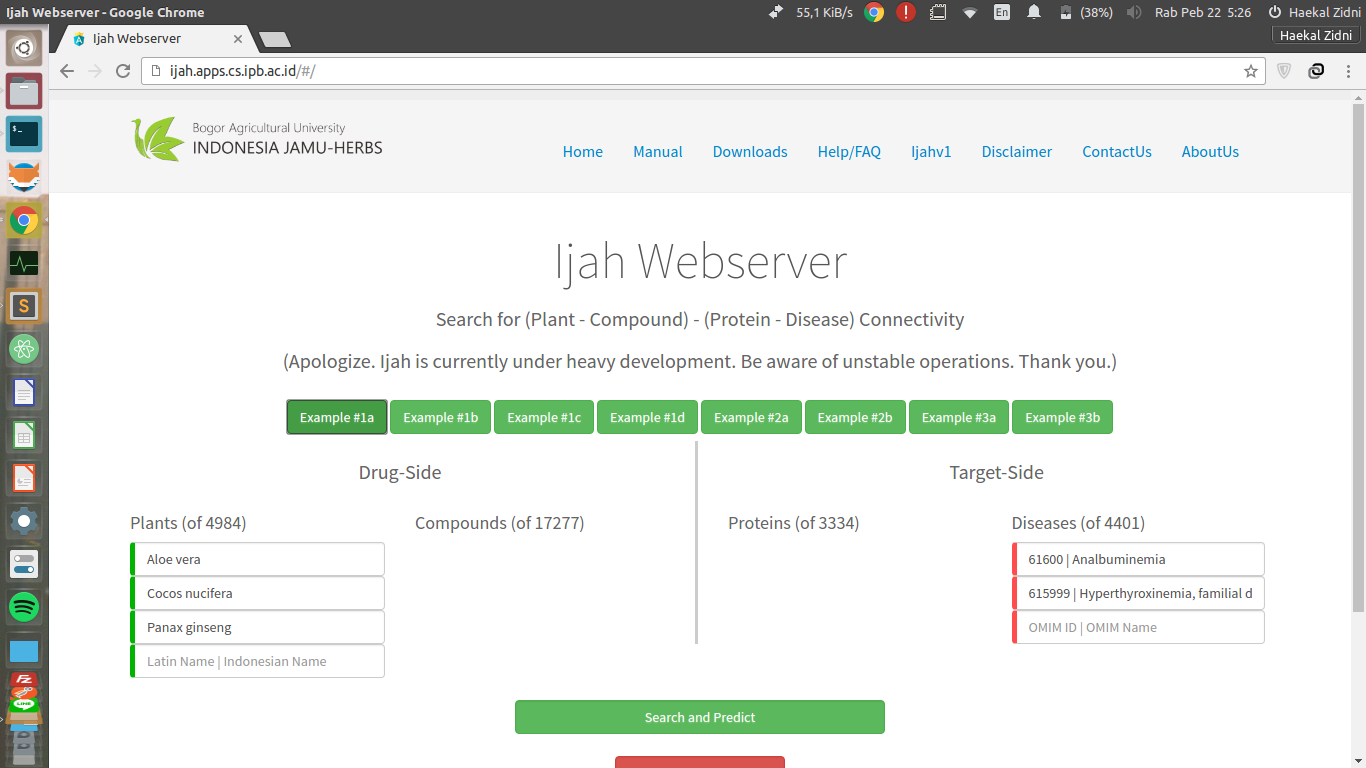 Ijah Webserver - Google Chrome
55,1 KiB/s
En
(38%)
Rab Peb 22 5:26
Haekal Zidni
Ijah Webserver
Haekal Zidni
ijah.apps.cs.ipb.ac.id/#/
Bogor Agricultural University
INDONESIA JAMU-HERBS
Home
Manual
Downloads
Help/FAQ
Ijahv1
Disclaimer
ContactUs
AboutUs
Ijah Webserver
Search for (Plant - Compound) - (Protein - Disease) Connectivity
(Apologize. Ijah is currently under heavy development. Be aware of unstable operations. Thank you.)
Example #1a
Example #1b
Example #1c
Example #1d
Example #2a
Example #2b
Example #3a
Example #3b
Drug-Side
Target-Side
Plants (of 4984)
Compounds (of 17277)
Proteins (of 3334)
Diseases (of 4401)
Aloe vera
61600 | Analbuminemia
Cocos nucifera
615999 | Hyperthyroxinemia, familial d
Panax ginseng
OMIM ID | OMIM Name
Latin Name | Indonesian Name
Search and Predict
S
FZ
LINE